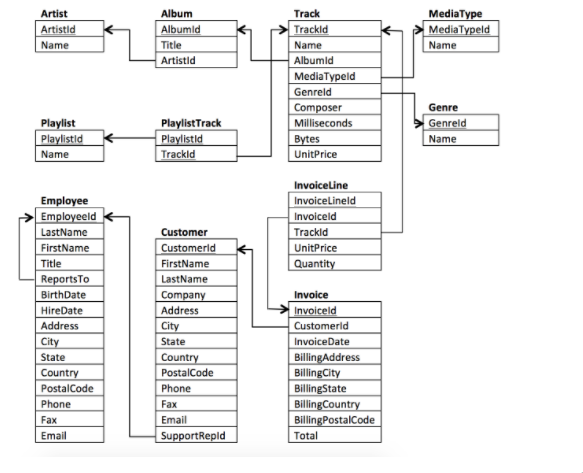 Artist
ArtistId
Name
Album
AlbumId
Title
ArtistId
Track
TrackId
Name
AlbumId
MediaTypeId
GenreId
Composer
Milliseconds
Bytes
UnitPrice
MediaType
MediaTypeId
Name
Genre
GenreId
Name
Playlist
PlaylistId
Name
PlaylistTrack
PlaylistId
TrackId
InvoiceLine
InvoiceLineId
InvoiceId
TrackId
UnitPrice
Quantity
Employee
EmployeeId
LastName
FirstName
Title
ReportsTo
BirthDate
HireDate
Address
City
State
Country
PostalCode
Phone
Fax
Email
Customer
CustomerId
FirstName
LastName
Company
Address
City
State
Country
PostalCode
Phone
Fax
Email
SupportRepId
Invoice
InvoiceId
CustomerId
InvoiceDate
BillingAddress
BillingCity
BillingState
BillingCountry
BillingPostalCode
Total